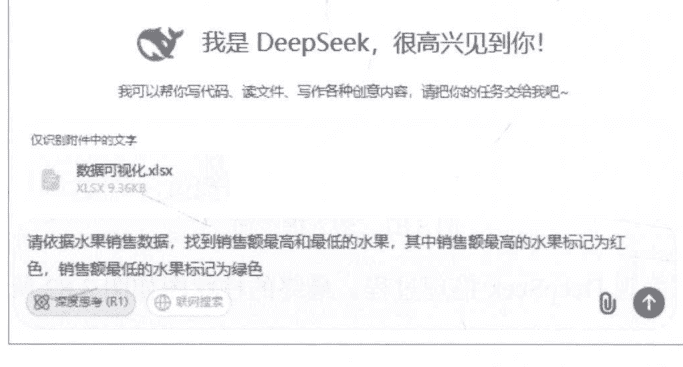 我是 DeepSeek，很高兴见到你！
我可以帮你写代码、读文件、写作各种创意内容，请把你的任务交给我吧~
仅识别附件中的文字
数据可视化.xlsx
XLSX 9.36KB
请依据水果销售数据，找到销售额最高和最低的水果，其中销售额最高的水果标记为红
色，销售额最低的水果标记为绿色
深度思考 (R1)
联网搜索